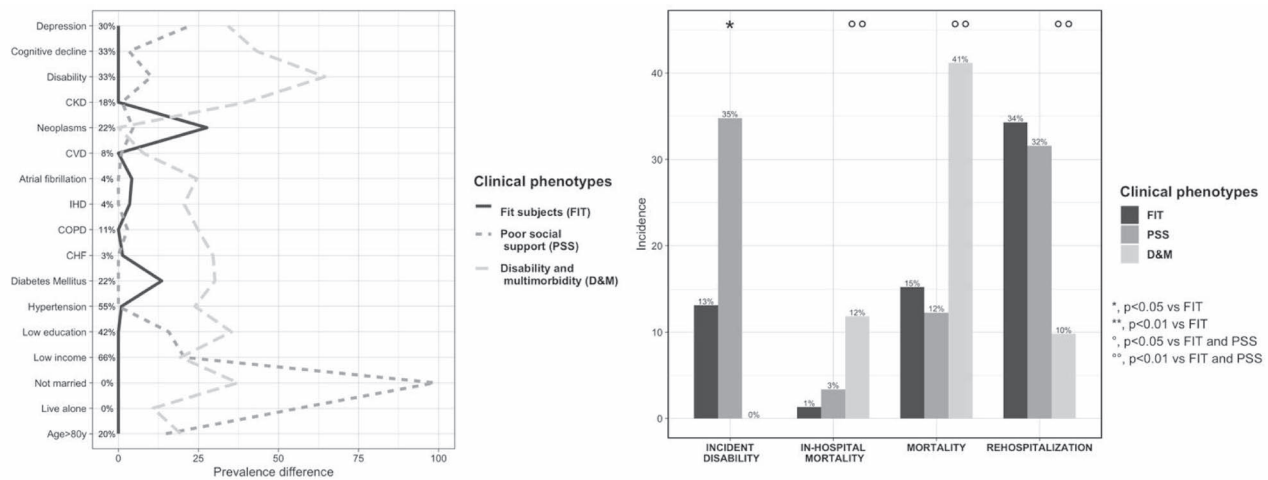 Depression 30%
Cognitive decline 33%
Disability 33%
CKD 18%
Neoplasms 22%
CVD 8%
Atrial fibrillation 4%
IHD 4%
COPD 11%
CHF 3%
Diabetes Mellitus 22%
Hypertension 55%
Low education 42%
Low income 66%
Not married 0%
Live alone 0%
Age>80y 20%
0 25 50 75 100
Prevalence difference
Clinical phenotypes
Fit subjects (FIT)
Poor social
support (PSS)
Disability and
multimorbidity (D&M)
Incidence
40
30
20
10
0
* °° °° °°
13% 35% 0%
1% 3% 12%
15% 12% 41%
34% 32% 10%
INCIDENT
DISABILITY
IN-HOSPITAL
MORTALITY
MORTALITY
REHOSPITALIZATION
Clinical phenotypes
FIT
PSS
D&M
*, p<0.05 vs FIT
**, p<0.01 vs FIT
°, p<0.05 vs FIT and PSS
°°, p<0.01 vs FIT and PSS